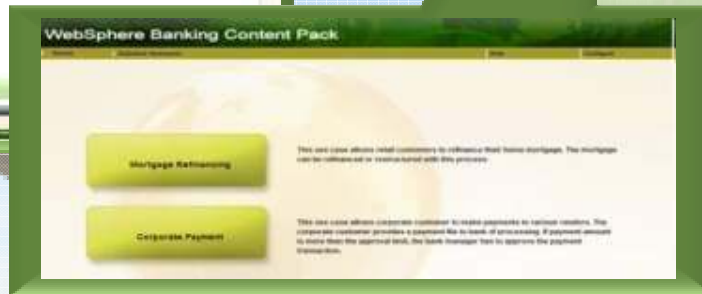 WebSphere Banking Content Pack
Home
Mortgage Refinancing
This use case allows retail customers to refinance their home mortgage. The mortgage
can be refinanced or restructured with this process.
Corporate Payment
This use case allows corporate customer to make payments to various vendors. The
corporate customer provides a payment file to bank of processing. If payment amount
is more than the approval limit, the bank manager has to approve the payment
transaction.